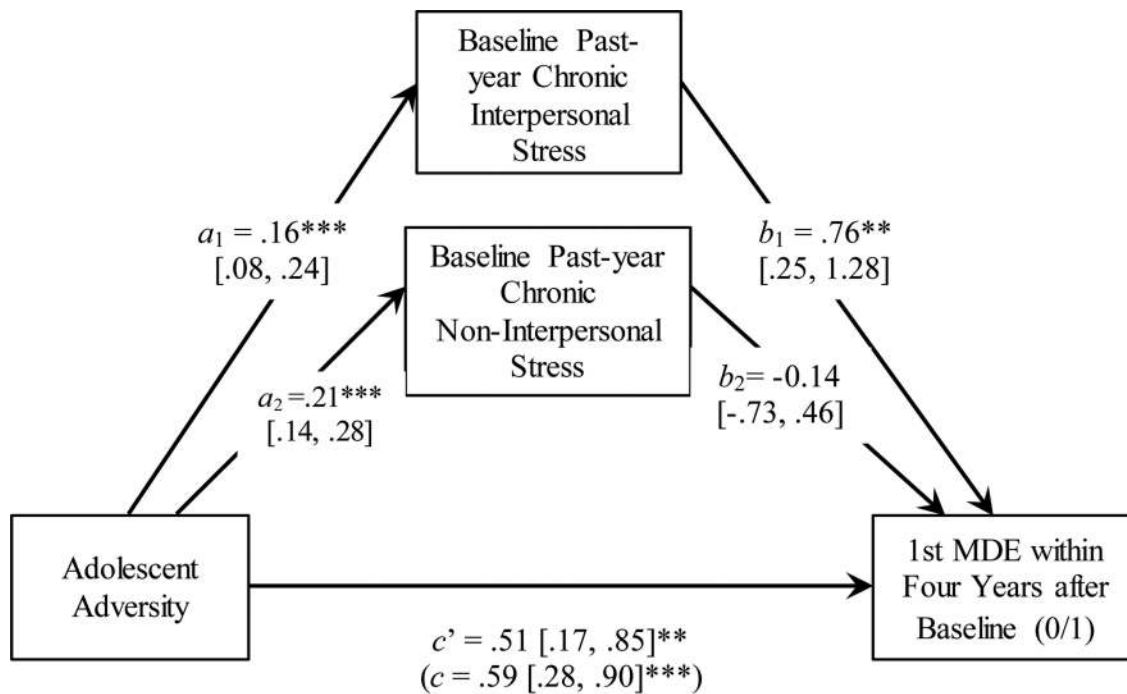 Baseline Past-
year Chronic
Interpersonal
Stress
a₁ = .16***
[.08, .24]
b₁ = .76**
[.25, 1.28]
Baseline Past-year
Chronic
Non-Interpersonal
Stress
a₂ =.21***
[.14, .28]
b₂= -0.14
[-.73, .46]
Adolescent
Adversity
1st MDE within
Four Years after
Baseline (0/1)
c’ = .51 [.17, .85]**
(c = .59 [.28, .90]***)